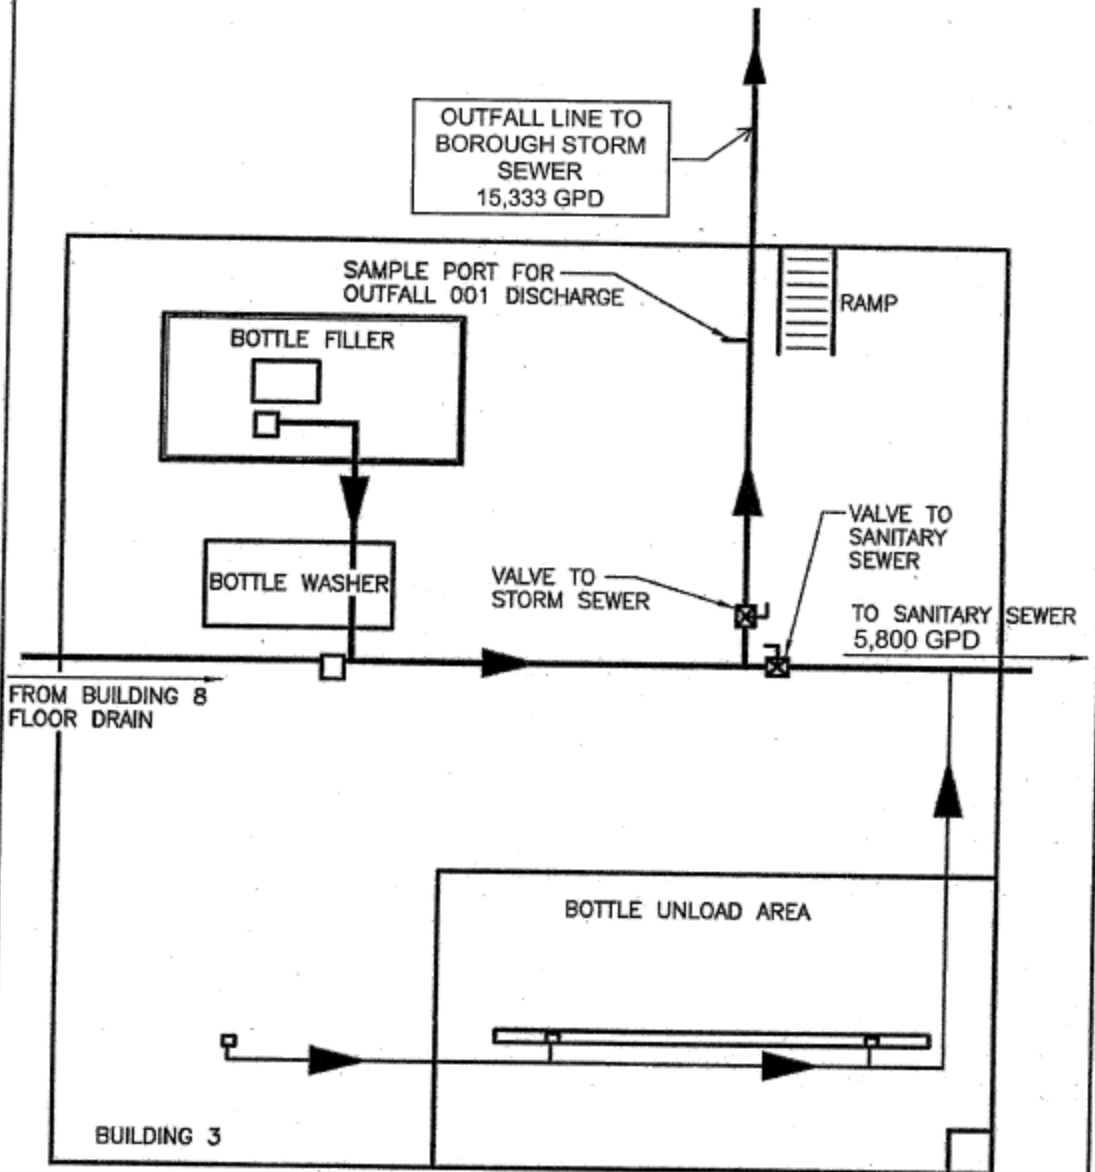 OUTFALL LINE TO
BOROUGH STORM
SEWER
15,333 GPD
SAMPLE PORT FOR
OUTFALL 001 DISCHARGE
RAMP
BOTTLE FILLER
VALVE TO
SANITARY
SEWER
BOTTLE WASHER
VALVE TO
STORM SEWER
TO SANITARY SEWER
5,800 GPD
FROM BUILDING 8
FLOOR DRAIN
BOTTLE UNLOAD AREA
BUILDING 3